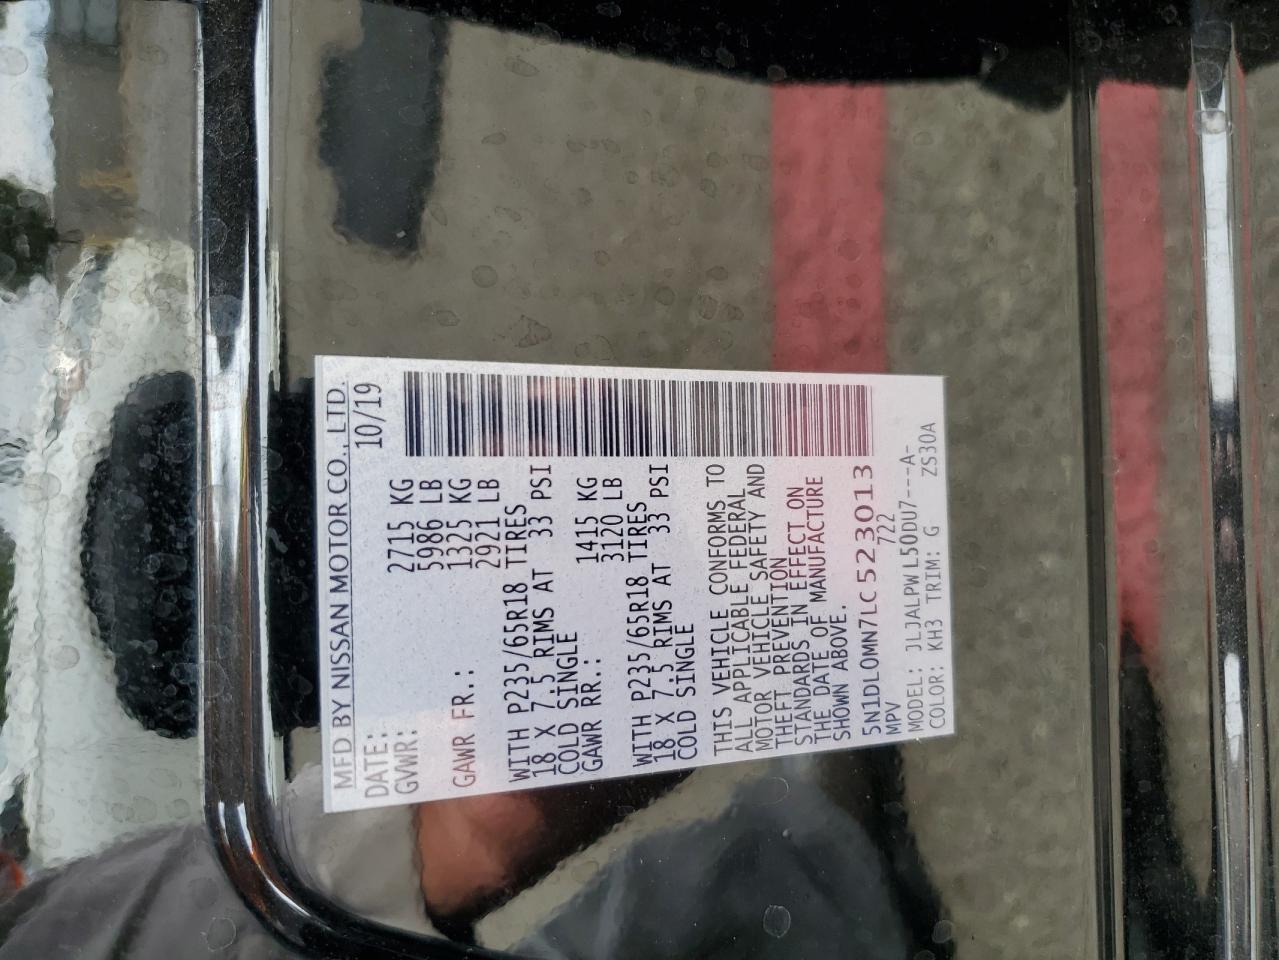 MFD BY NISSAN MOTOR CO., LTD.
DATE: 10/19
GVWR: 2715 KG
5986 LB
GAWR FR.: 1325 KG
2921 LB
WITH P235/65R18 TIRES
18 X 7.5 RIMS AT 33 PSI
COLD SINGLE
GAWR RR.: 1415 KG
3120 LB
WITH P235/65R18 TIRES
18 X 7.5 RIMS AT 33 PSI
COLD SINGLE
THIS VEHICLE CONFORMS TO
ALL APPLICABLE FEDERAL
MOTOR VEHICLE SAFETY AND
THEFT PREVENTION
STANDARDS IN EFFECT ON
THE DATE OF MANUFACTURE
SHOWN ABOVE.
5N1DL0MN7LC523013
MPV 722
MODEL: JLJALPWL50DU7----A-
COLOR: KH3 TRIM: G ZS30A